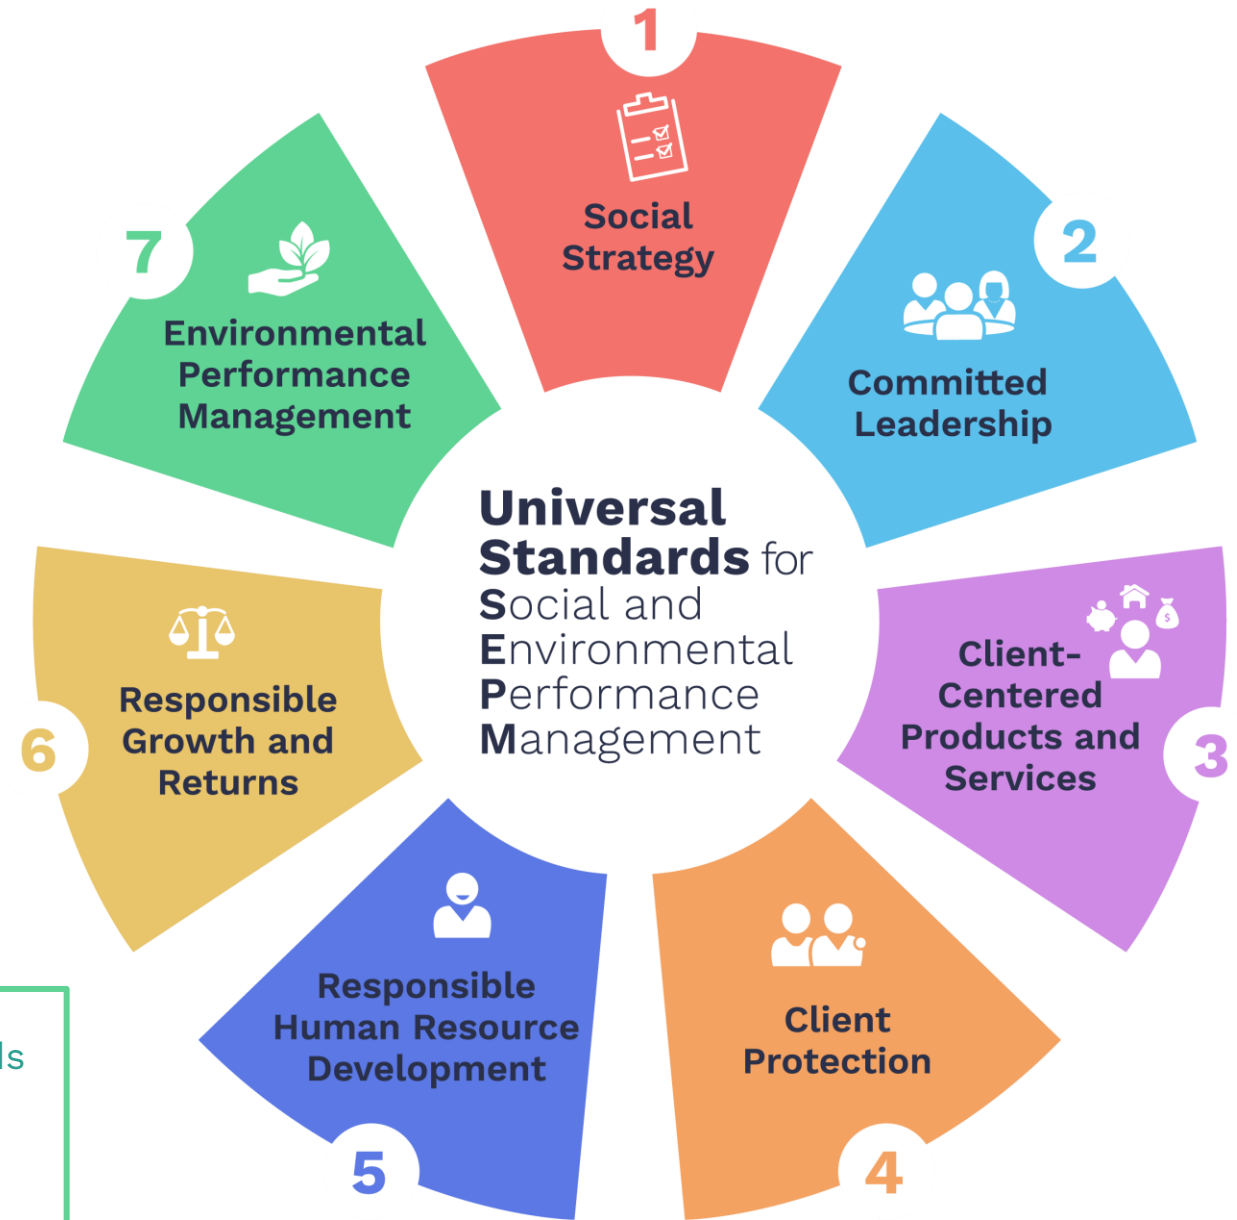 1
Social
Strategy
2
Committed
Leadership
3
Client-
Centered
Products and
Services
4
Client
Protection
5
Responsible
Human Resource
Development
6
Responsible
Growth and
Returns
7
Environmental
Performance
Management
Universal
Standards for
Social and
Environmental
Performance
Management
$